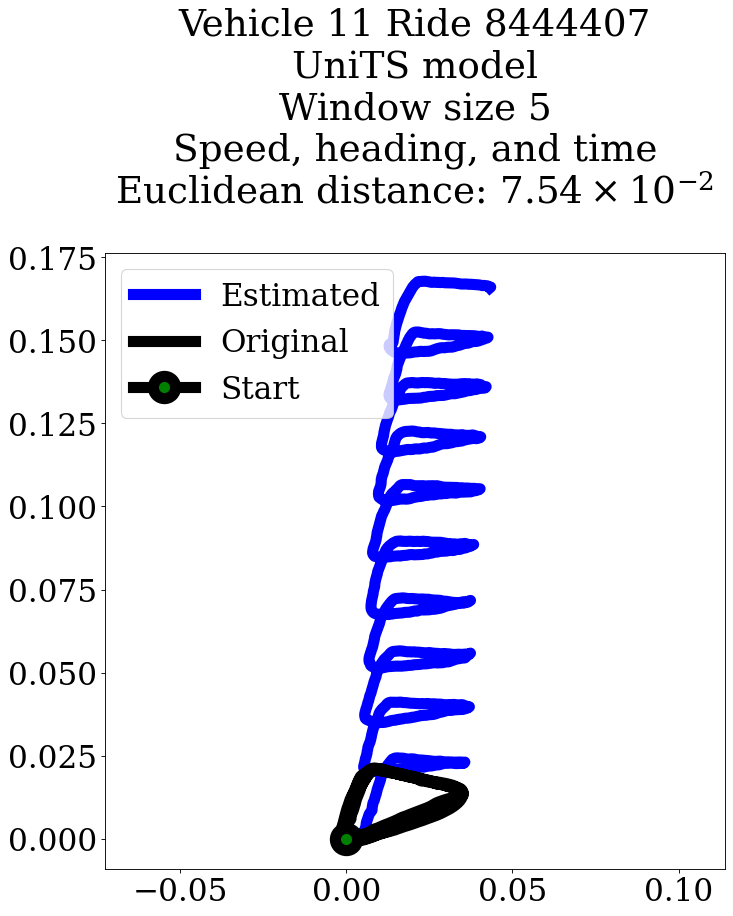 Vehicle 11 Ride 8444407
UniTS model
Window size 5
Speed, heading, and time
Euclidean distance: 7.54 × 10⁻²
0.175
0.150
0.125
0.100
0.075
0.050
0.025
0.000
Estimated
Original
Start
−0.05 0.00 0.05 0.10